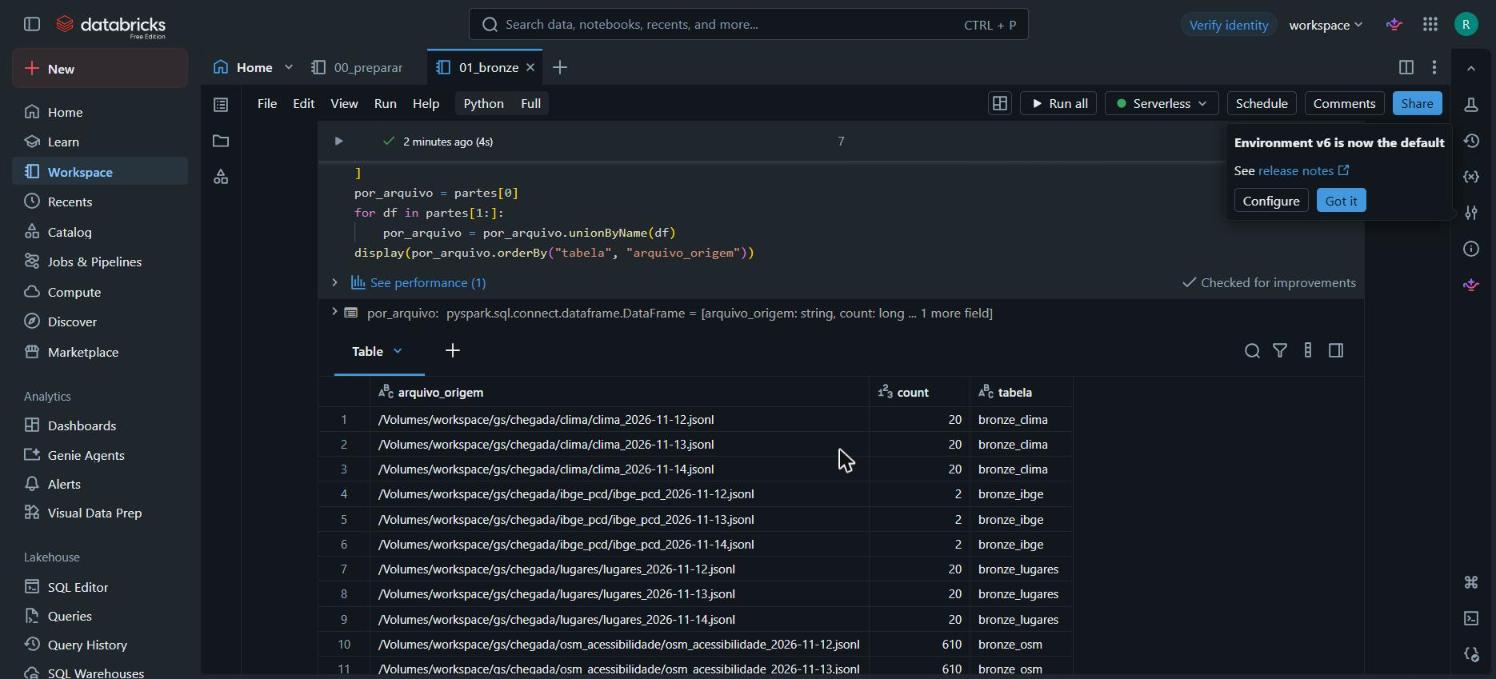 databricks
Free Edition
Search data, notebooks, recents, and more...
CTRL + P
Verify identity
workspace
R
New
Home
Learn
Workspace
Recents
Catalog
Jobs & Pipelines
Compute
Discover
Marketplace
Analytics
Dashboards
Genie Agents
Alerts
Visual Data Prep
Lakehouse
SQL Editor
Queries
Query History
SQL Warehouses
Home
00_preparar
01_bronze
File Edit View Run Help Python Full
Run all
Serverless
Schedule
Comments
Share
Environment v6 is now the default
See release notes
Configure
Got it
2 minutes ago (4s)
7
]
por_arquivo = partes[0]
for df in partes[1:]:
por_arquivo = por_arquivo.unionByName(df)
display(por_arquivo.orderBy("tabela", "arquivo_origem"))
See performance (1)
Checked for improvements
por_arquivo: pyspark.sql.connect.dataframe.DataFrame = [arquivo_origem: string, count: long ... 1 more field]
Table
arquivo_origem count tabela
1 /Volumes/workspace/gs/chegada/clima/clima_2026-11-12.jsonl 20 bronze_clima
2 /Volumes/workspace/gs/chegada/clima/clima_2026-11-13.jsonl 20 bronze_clima
3 /Volumes/workspace/gs/chegada/clima/clima_2026-11-14.jsonl 20 bronze_clima
4 /Volumes/workspace/gs/chegada/ibge_pcd/ibge_pcd_2026-11-12.jsonl 2 bronze_ibge
5 /Volumes/workspace/gs/chegada/ibge_pcd/ibge_pcd_2026-11-13.jsonl 2 bronze_ibge
6 /Volumes/workspace/gs/chegada/ibge_pcd/ibge_pcd_2026-11-14.jsonl 2 bronze_ibge
7 /Volumes/workspace/gs/chegada/lugares/lugares_2026-11-12.jsonl 20 bronze_lugares
8 /Volumes/workspace/gs/chegada/lugares/lugares_2026-11-13.jsonl 20 bronze_lugares
9 /Volumes/workspace/gs/chegada/lugares/lugares_2026-11-14.jsonl 20 bronze_lugares
10 /Volumes/workspace/gs/chegada/osm_acessibilidade/osm_acessibilidade_2026-11-12.jsonl 610 bronze_osm
11 /Volumes/workspace/gs/chegada/osm_acessibilidade/osm_acessibilidade_2026-11-13.jsonl 610 bronze_osm